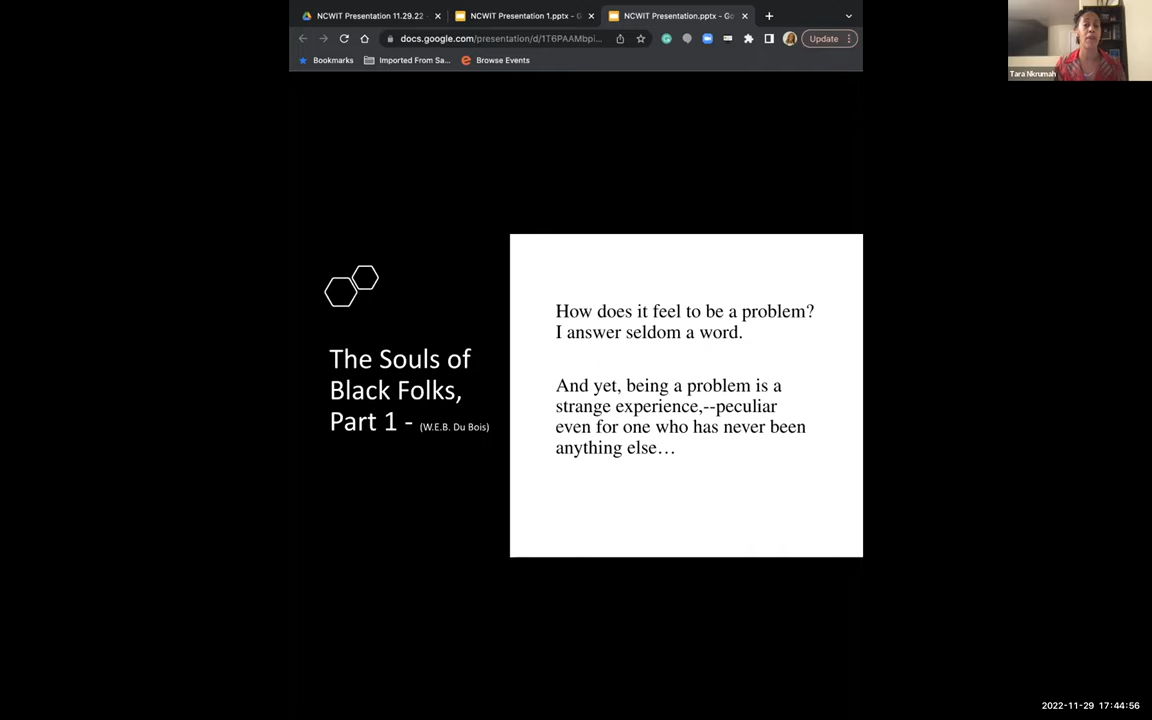 NCWIT Presentation 11.29.22 -
NCWIT Presentation 1.pptx - G
NCWIT Presentation.pptx - Go
docs.google.com/presentation/d/1T6PAAMbpi...
Update
Bookmarks
Imported From Sa...
Browse Events
Tara Nkrumah
The Souls of
Black Folks,
Part 1 - (W.E.B. Du Bois)
How does it feel to be a problem?
I answer seldom a word.
And yet, being a problem is a
strange experience,--peculiar
even for one who has never been
anything else…
2022-11-29 17:44:56